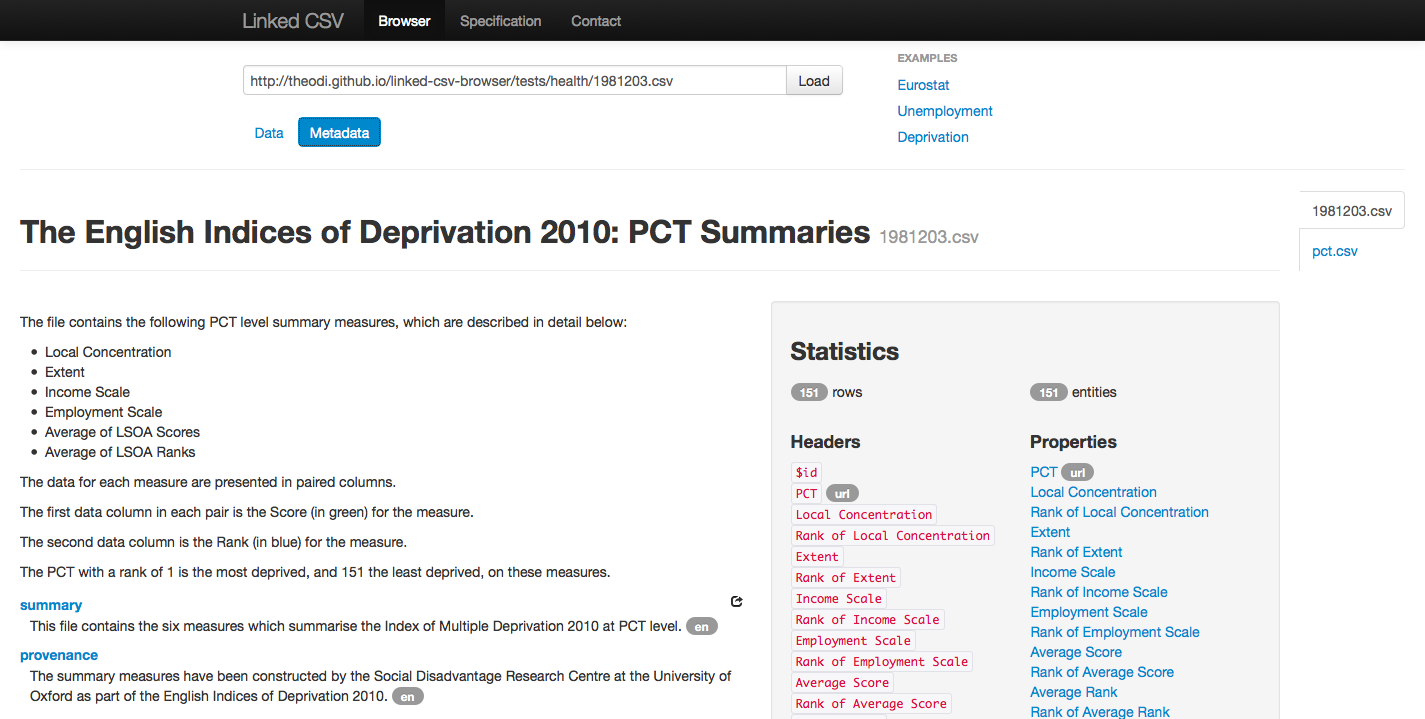 Linked CSV Browser Specification Contact
http://theodi.github.io/linked-csv-browser/tests/health/1981203.csv Load
Data Metadata
EXAMPLES
Eurostat
Unemployment
Deprivation
The English Indices of Deprivation 2010: PCT Summaries 1981203.csv
1981203.csv
pct.csv
The file contains the following PCT level summary measures, which are described in detail below:
• Local Concentration
• Extent
• Income Scale
• Employment Scale
• Average of LSOA Scores
• Average of LSOA Ranks
The data for each measure are presented in paired columns.
The first data column in each pair is the Score (in green) for the measure.
The second data column is the Rank (in blue) for the measure.
The PCT with a rank of 1 is the most deprived, and 151 the least deprived, on these measures.
summary
This file contains the six measures which summarise the Index of Multiple Deprivation 2010 at PCT level. en
provenance
The summary measures have been constructed by the Social Disadvantage Research Centre at the University of
Oxford as part of the English Indices of Deprivation 2010. en
Statistics
151 rows
151 entities
Headers
$id
PCT url
Local Concentration
Rank of Local Concentration
Extent
Rank of Extent
Income Scale
Rank of Income Scale
Employment Scale
Rank of Employment Scale
Average Score
Rank of Average Score
Properties
PCT url
Local Concentration
Rank of Local Concentration
Extent
Rank of Extent
Income Scale
Rank of Income Scale
Employment Scale
Rank of Employment Scale
Average Score
Rank of Average Score
Average Rank
Rank of Average Rank